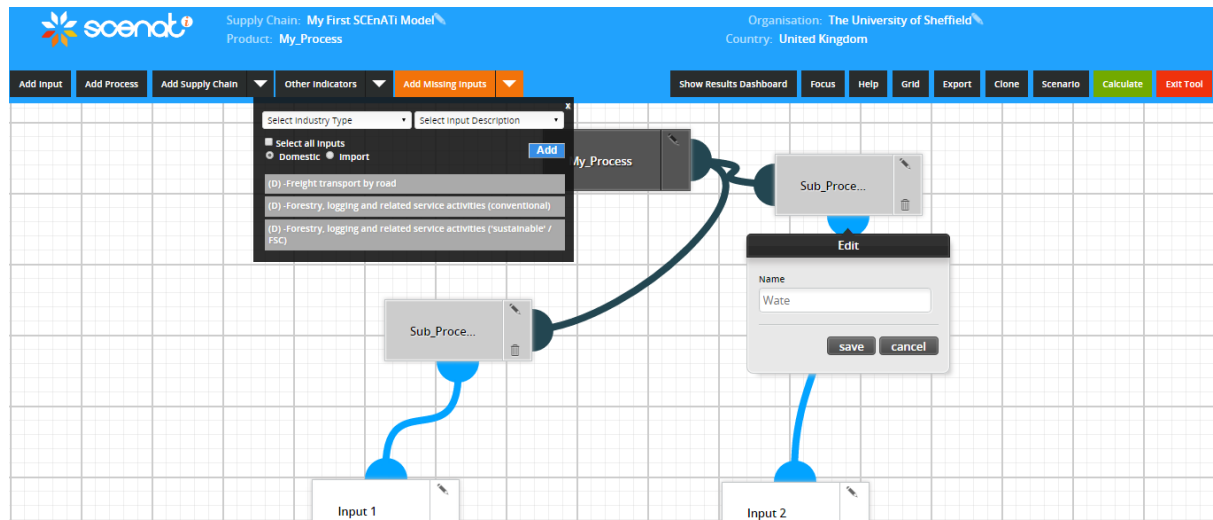 scenat i
Supply Chain: My First SCEnATi Model
Product: My_Process
Organisation: The University of Sheffield
Country: United Kingdom
Add Input Add Process Add Supply Chain Other Indicators Add Missing Inputs Show Results Dashboard Focus Help Grid Export Clone Scenario Calculate Exit Tool
x
Select Industry Type Select Input Description
Select all inputs
Domestic Import Add
(D) -Freight transport by road
(D) -Forestry, logging and related service activities (conventional)
(D) -Forestry, logging and related service activities ('sustainable' /
FSC)
My_Process
Sub_Proce...
Edit
Name
Wate
save cancel
Sub_Proce...
Input 1
Input 2